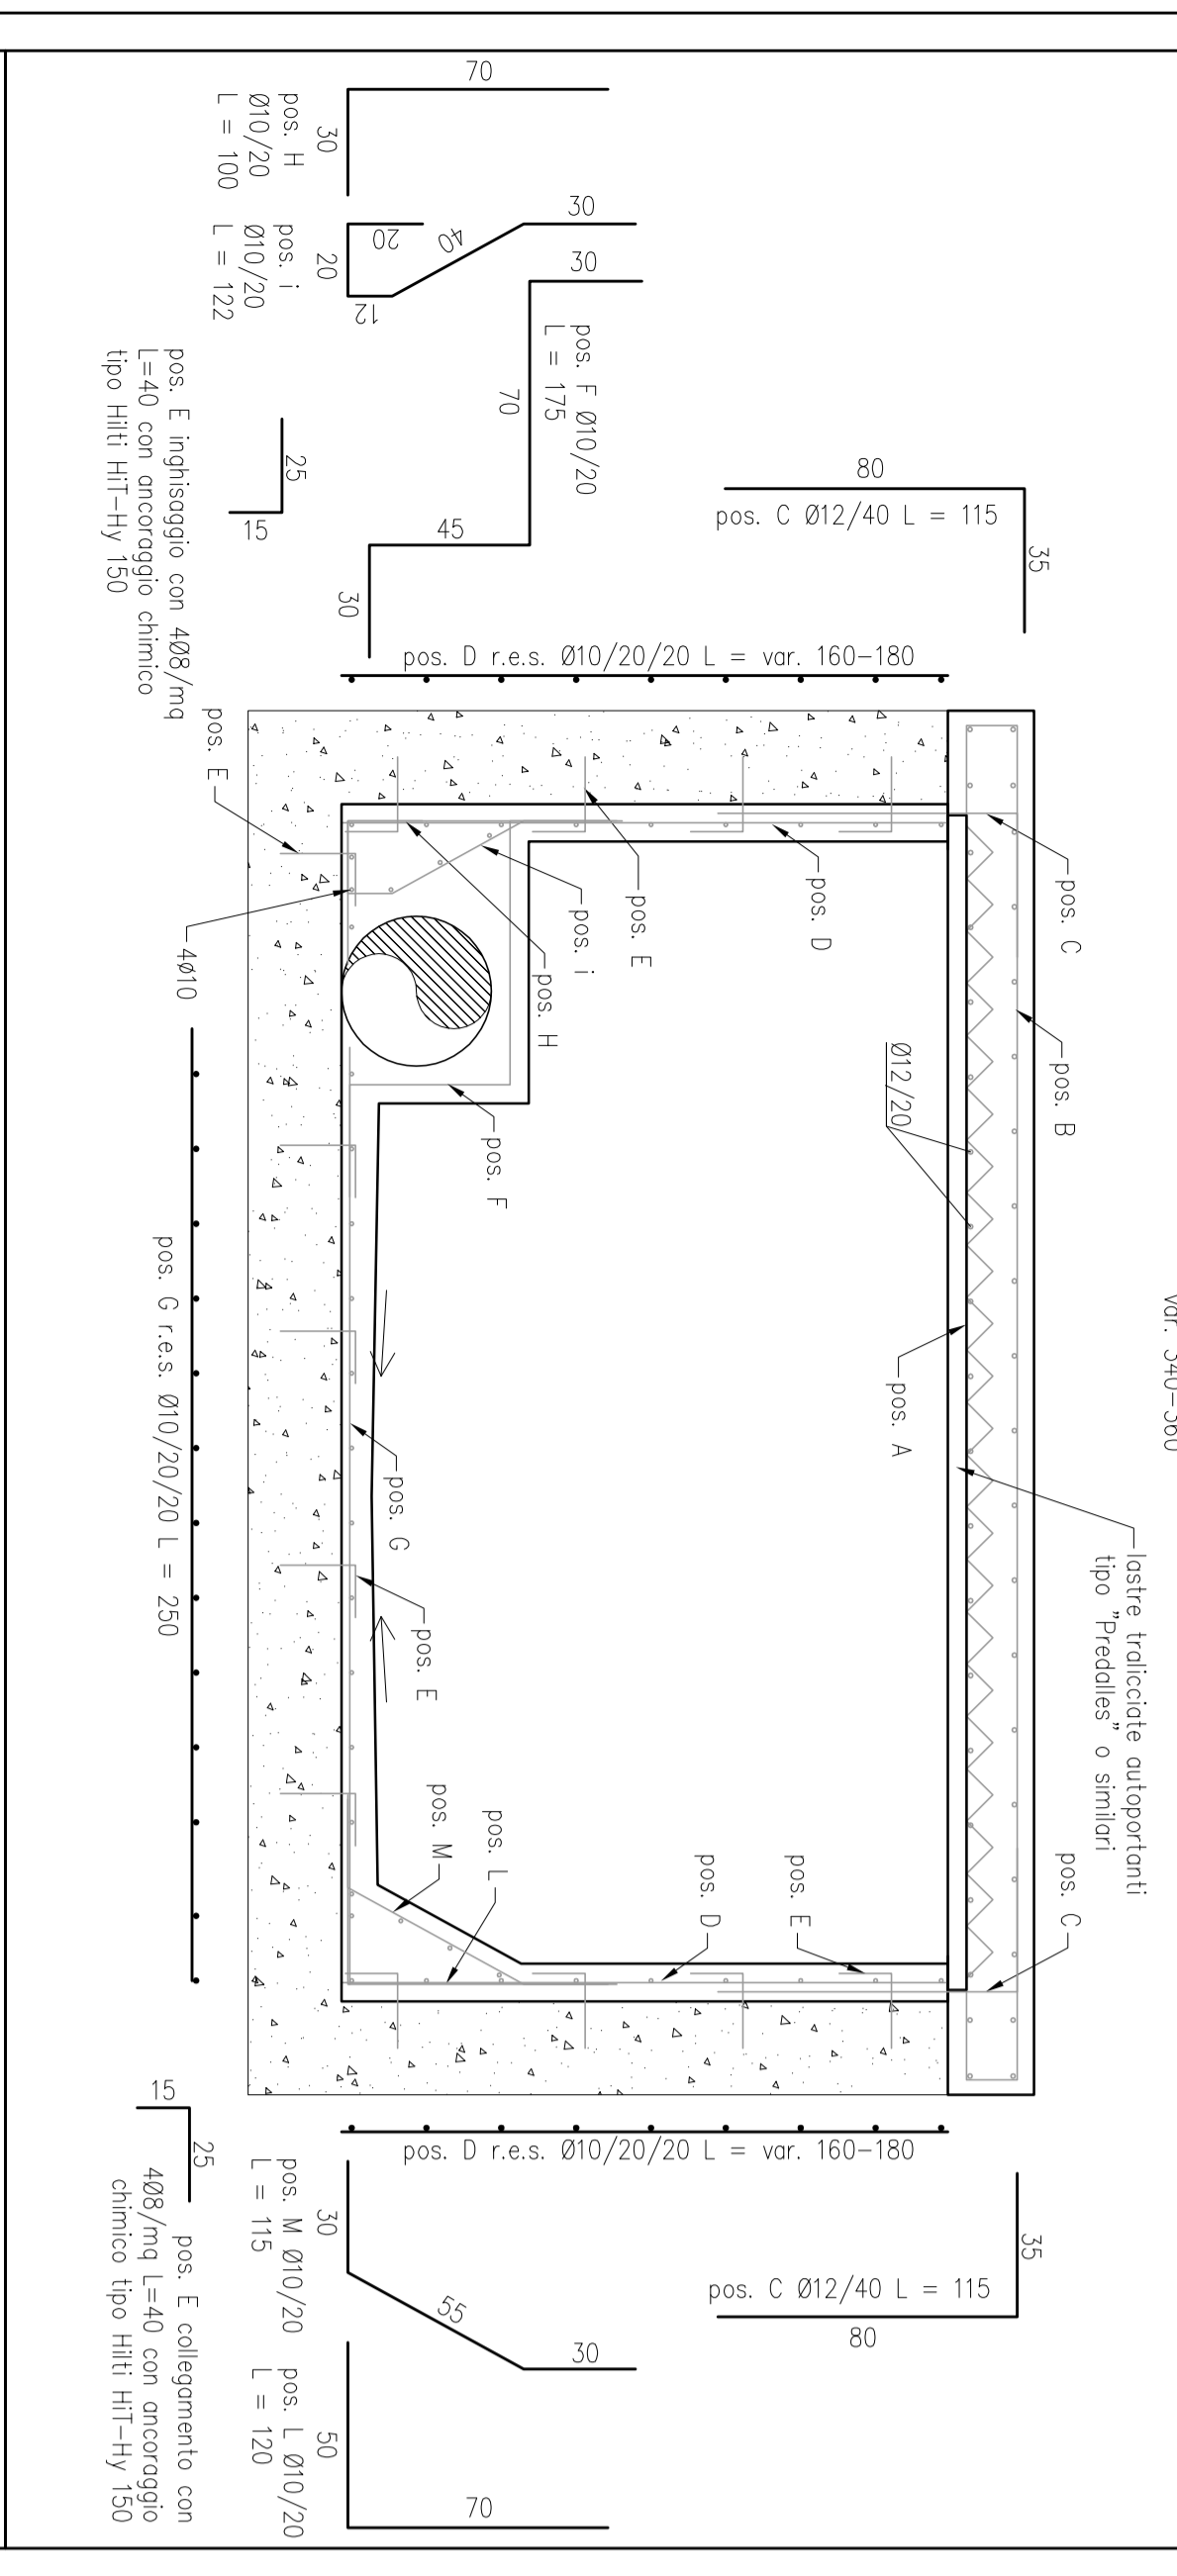 var. 340-360
lastre tralicciate autoportanti
tipo "Predalles" o similari
pos. C
pos. B
pos. C
Ø12/20
pos. A
35
80
pos. C Ø12/40 L = 115
35
pos. C Ø12/40 L = 115
80
pos. D r.e.s. Ø10/20/20 L = var. 160-180
pos. D r.e.s. Ø10/20/20 L = var. 160-180
pos. D
pos. E
pos. i
pos. H
pos. F
pos. E
pos. D
pos. L
pos. M
pos. E
pos. G
pos. E
4Ø10
pos. G r.e.s. Ø10/20/20 L = 250
70
30
pos. H
Ø10/20
L = 100
30
40
20
20
12
pos. i
Ø10/20
L = 122
30
pos. F Ø10/20
L = 175
70
45
30
25
15
pos. E inghisaggio con 4Ø8/mq
L=40 con ancoraggio chimico
tipo Hilti HiT-Hy 150
15
25
pos. E collegamento con
4Ø8/mq L=40 con ancoraggio
chimico tipo Hilti HiT-Hy 150
30
55
30
pos. M Ø10/20
L = 115
50
70
pos. L Ø10/20
L = 120